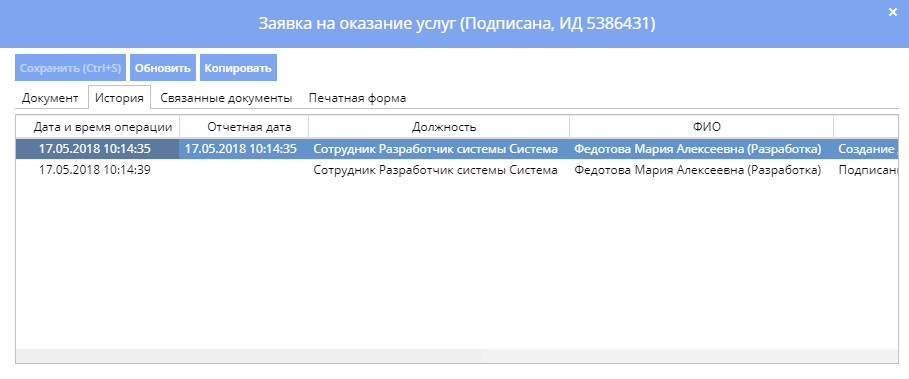 Заявка на оказание услуг (Подписана, ИД 5386431)
×
Сохранить (Ctrl+S) Обновить Копировать
Документ История Связанные документы Печатная форма
Дата и время операции Отчетная дата Должность ФИО
17.05.2018 10:14:35 17.05.2018 10:14:35 Сотрудник Разработчик системы Система Федотова Мария Алексеевна (Разработка) Создание
17.05.2018 10:14:39 Сотрудник Разработчик системы Система Федотова Мария Алексеевна (Разработка)